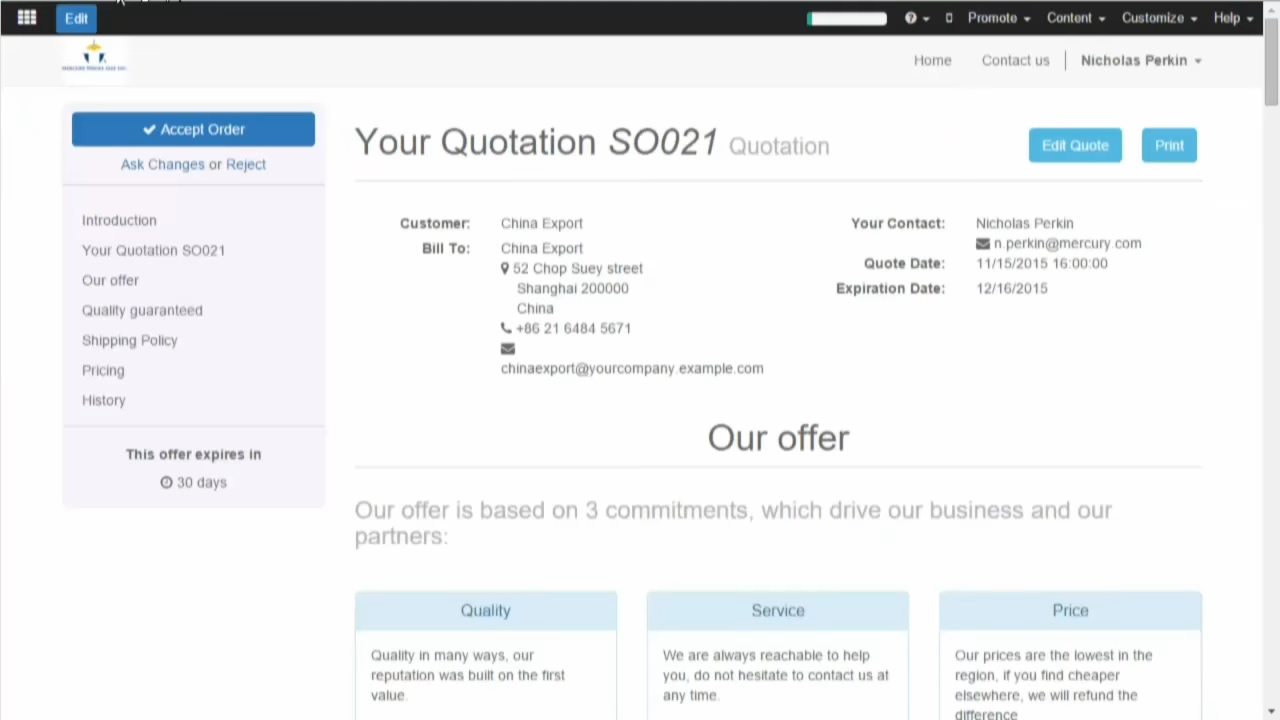 Edit
Promote
Content
Customize
Help
Home
Contact us
Nicholas Perkin
Accept Order
Ask Changes or Reject
Introduction
Your Quotation SO021
Our offer
Quality guaranteed
Shipping Policy
Pricing
History
This offer expires in
30 days
Your Quotation SO021 Quotation
Edit Quote
Print
Customer: China Export
Bill To: China Export
52 Chop Suey street
Shanghai 200000
China
+86 21 6484 5671
chinaexport@yourcompany.example.com
Your Contact: Nicholas Perkin
n.perkin@mercury.com
Quote Date: 11/15/2015 16:00:00
Expiration Date: 12/16/2015
Our offer
Our offer is based on 3 commitments, which drive our business and our
partners:
Quality
Quality in many ways, our
reputation was built on the first
value.
Service
We are always reachable to help
you, do not hesitate to contact us at
any time.
Price
Our prices are the lowest in the
region, if you find cheaper
elsewhere, we will refund the
difference